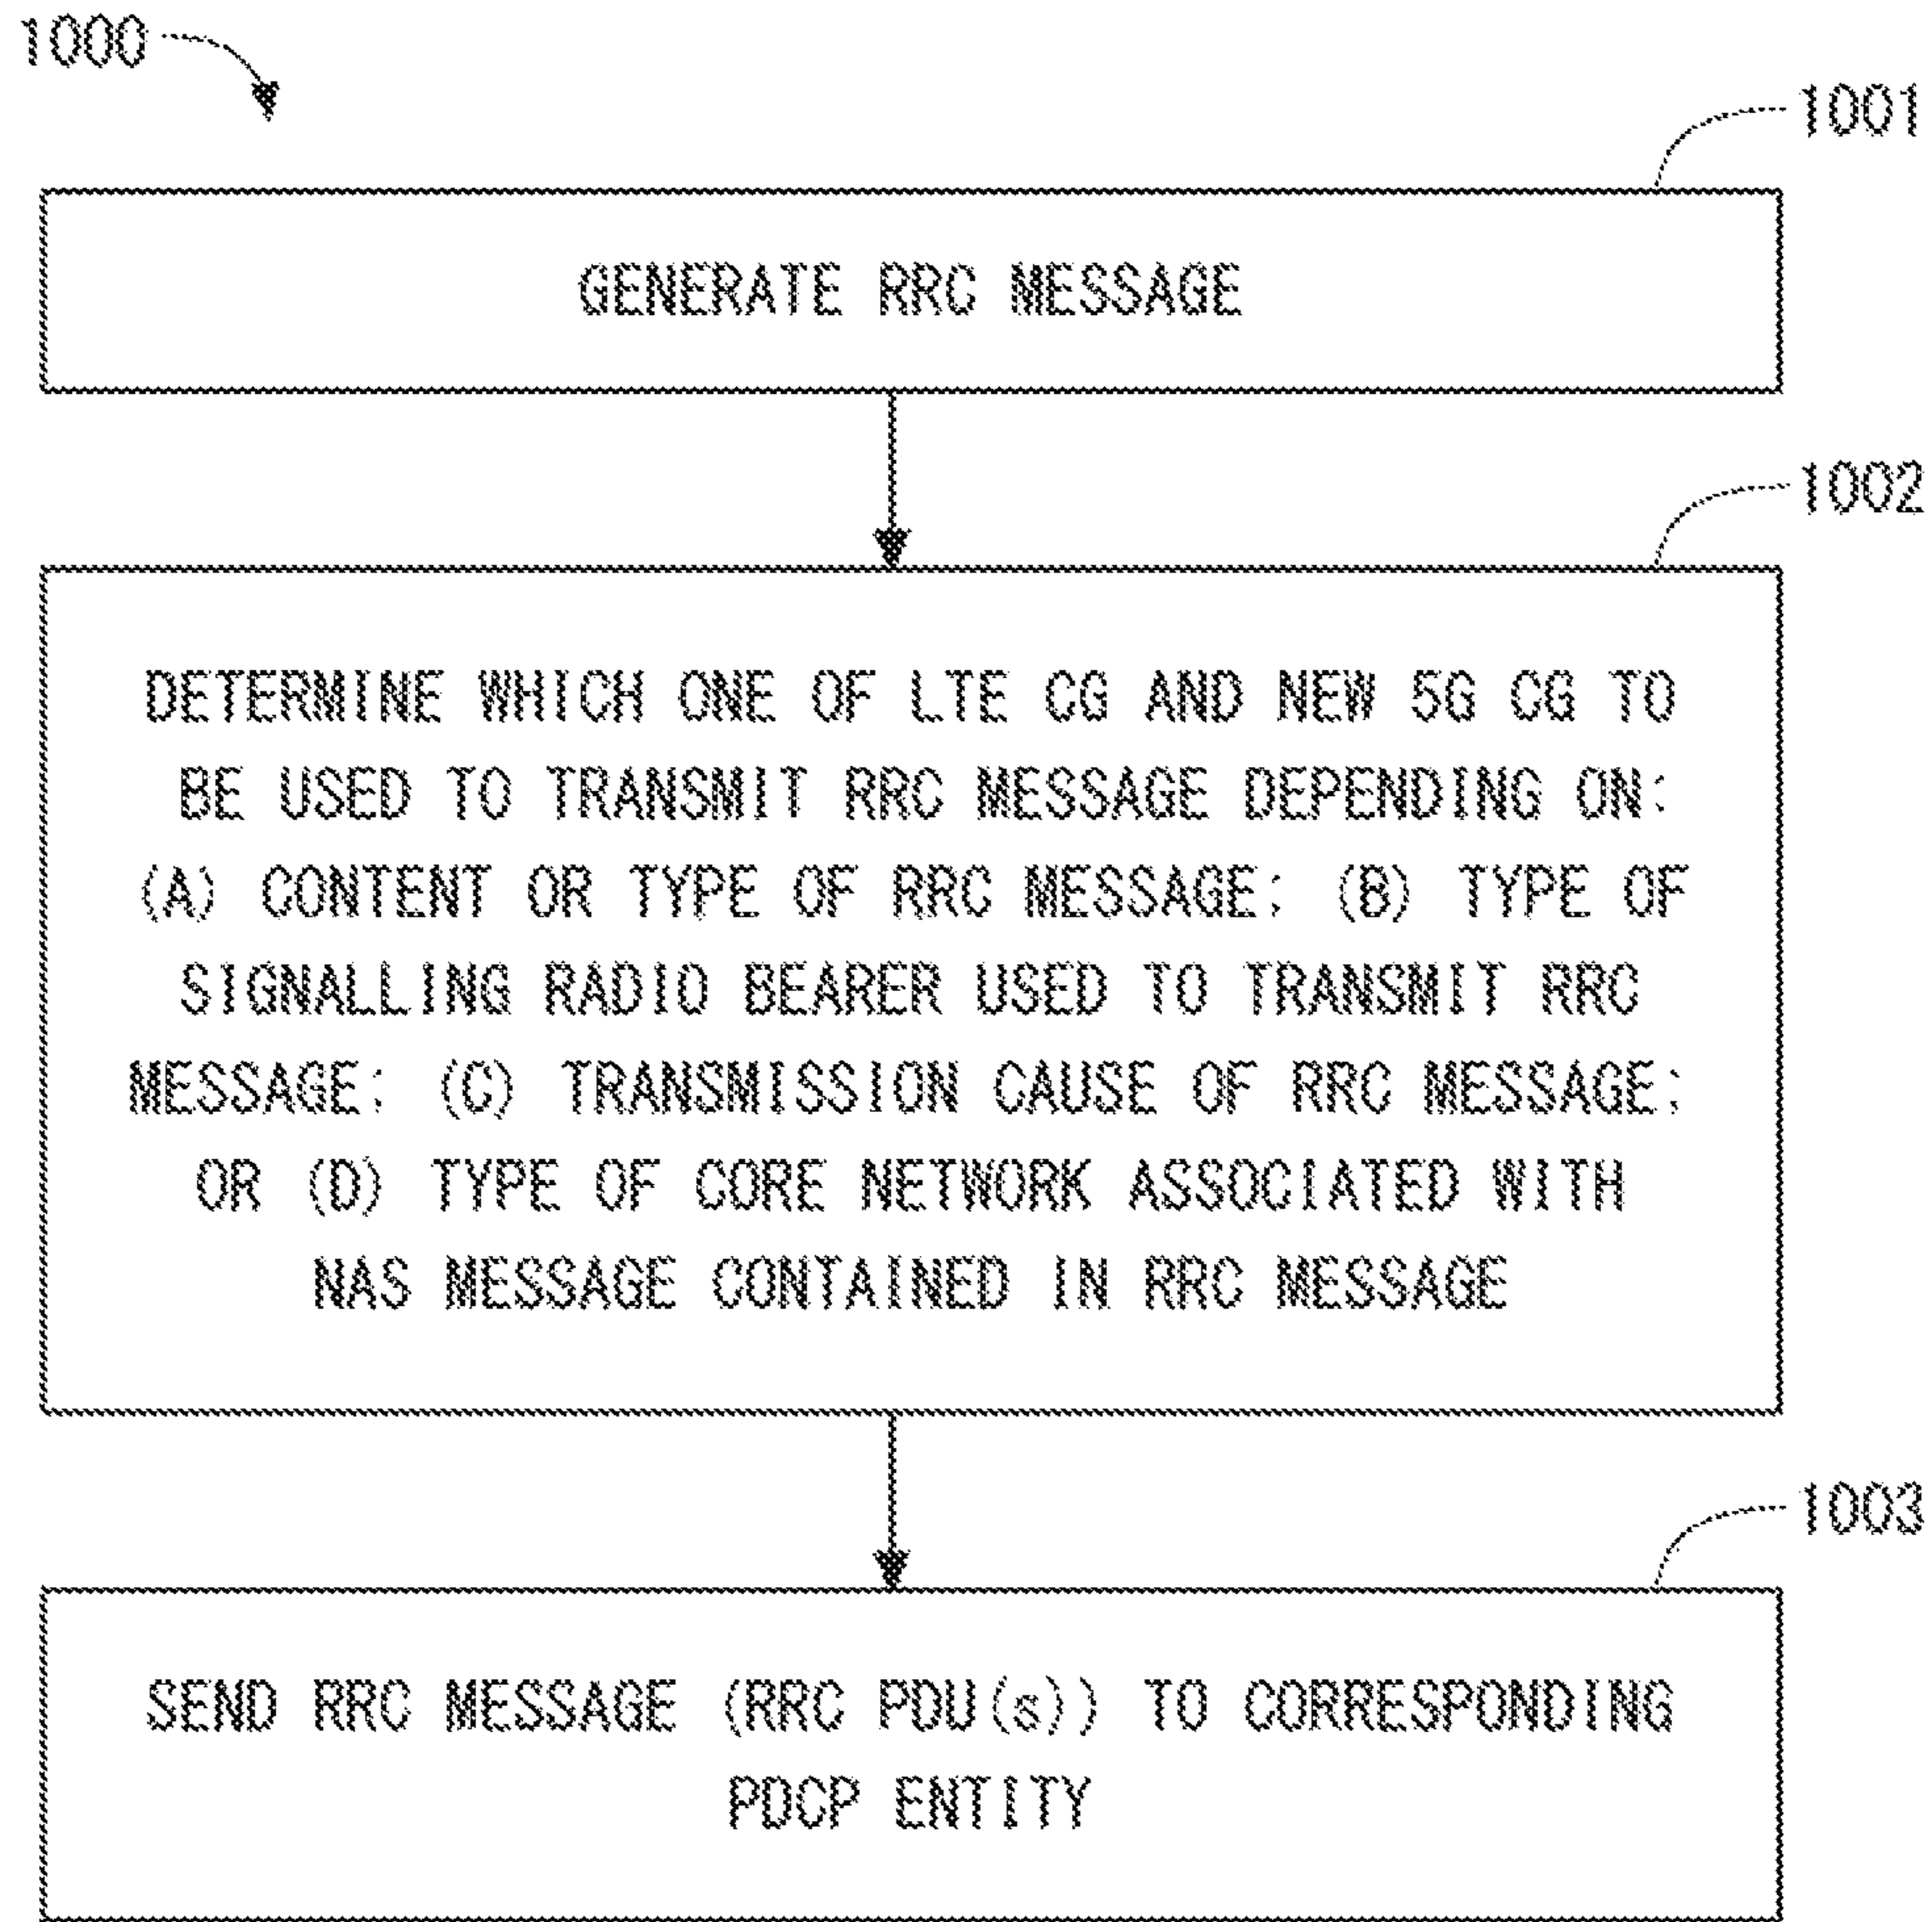 1000
1001
GENERATE RRC MESSAGE
1002
DETERMINE WHICH ONE OF LTE CG AND NEW 5G CG TO
BE USED TO TRANSMIT RRC MESSAGE DEPENDING ON:
(A) CONTENT OR TYPE OF RRC MESSAGE; (B) TYPE OF
SIGNALLING RADIO BEARER USED TO TRANSMIT RRC
MESSAGE; (C) TRANSMISSION CAUSE OF RRC MESSAGE;
OR (D) TYPE OF CORE NETWORK ASSOCIATED WITH
NAS MESSAGE CONTAINED IN RRC MESSAGE
1003
SEND RRC MESSAGE (RRC PDU(s)) TO CORRESPONDING
PDCP ENTITY